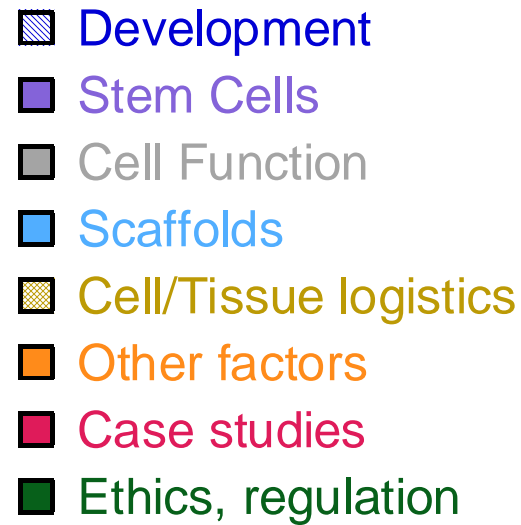 Development
Stem Cells
Cell Function
Scaffolds
Cell/Tissue logistics
Other factors
Case studies
Ethics, regulation